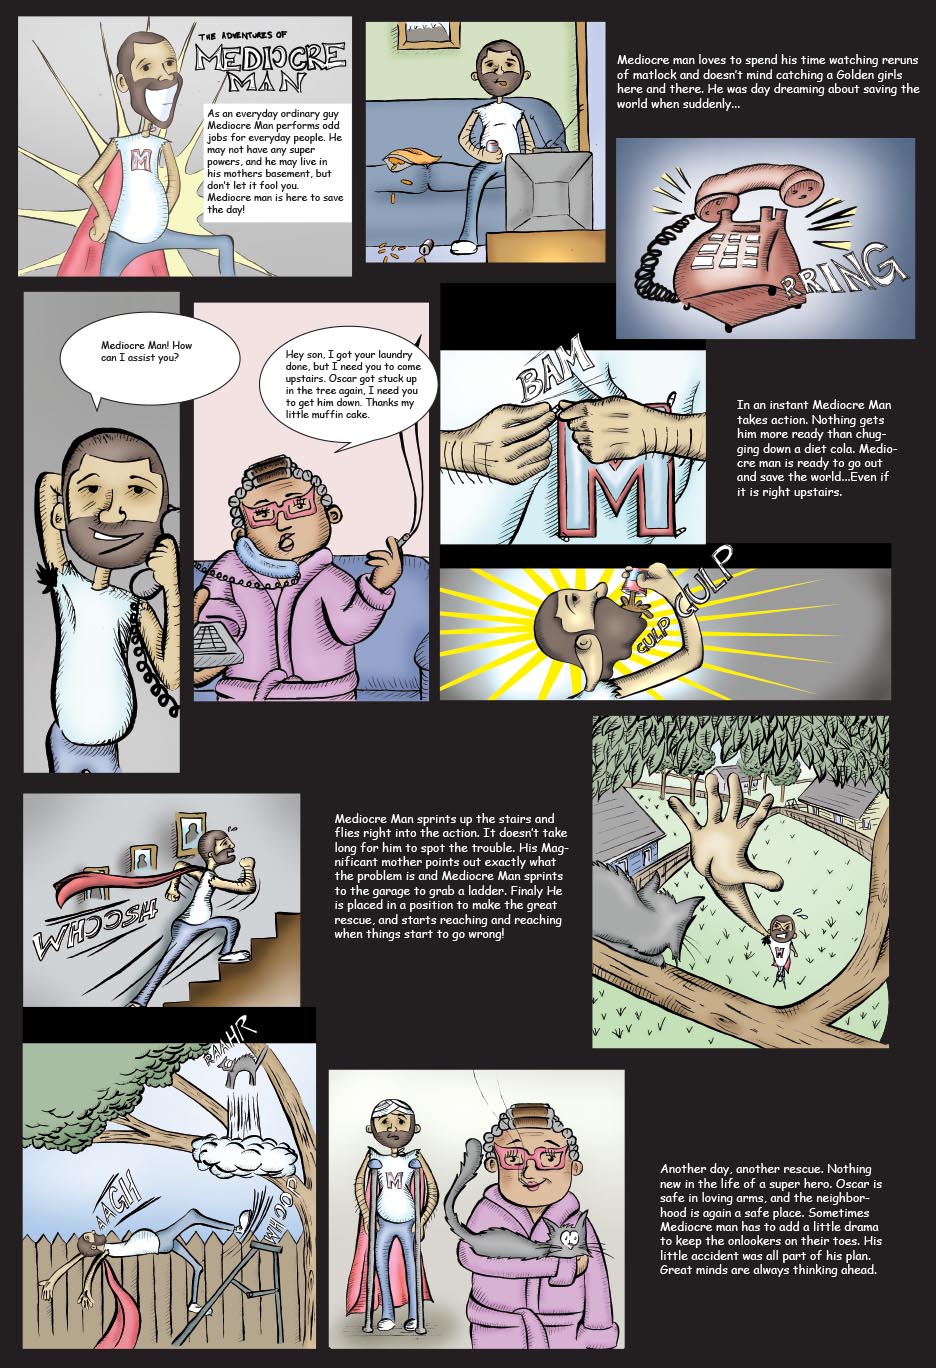 THE ADVENTURES OF
MEDIOCRE
MAN
As an everyday ordinary guy
Mediocre Man performs odd
jobs for everyday people. He
may not have any super
powers, and he may live in
his mothers basement, but
don't let it fool you.
Mediocre man is here to save
the day!
Mediocre man loves to spend his time watching reruns
of matlock and doesn't mind catching a Golden girls
here and there. He was day dreaming about saving the
world when suddenly...
RRING
Mediocre Man! How
can I assist you?
Hey son, I got your laundry
done, but I need you to come
upstairs. Oscar got stuck up
in the tree again, I need you
to get him down. Thanks my
little muffin cake.
BAM
M
In an instant Mediocre Man
takes action. Nothing gets
him more ready than chug-
ging down a diet cola. Medio-
cre man is ready to go out
and save the world...Even if
it is right upstairs.
GULP GULP
WHOOSH
Mediocre Man sprints up the stairs and
flies right into the action. It doesn't take
long for him to spot the trouble. His Mag-
nificant mother points out exactly what
the problem is and Mediocre Man sprints
to the garage to grab a ladder. Finaly He
is placed in a position to make the great
rescue, and starts reaching and reaching
when things start to go wrong!
M
RAAHR
AAAGH
WHOOP
M
Another day, another rescue. Nothing
new in the life of a super hero. Oscar is
safe in loving arms, and the neighbor-
hood is again a safe place. Sometimes
Mediocre man has to add a little drama
to keep the onlookers on their toes. His
little accident was all part of his plan.
Great minds are always thinking ahead.